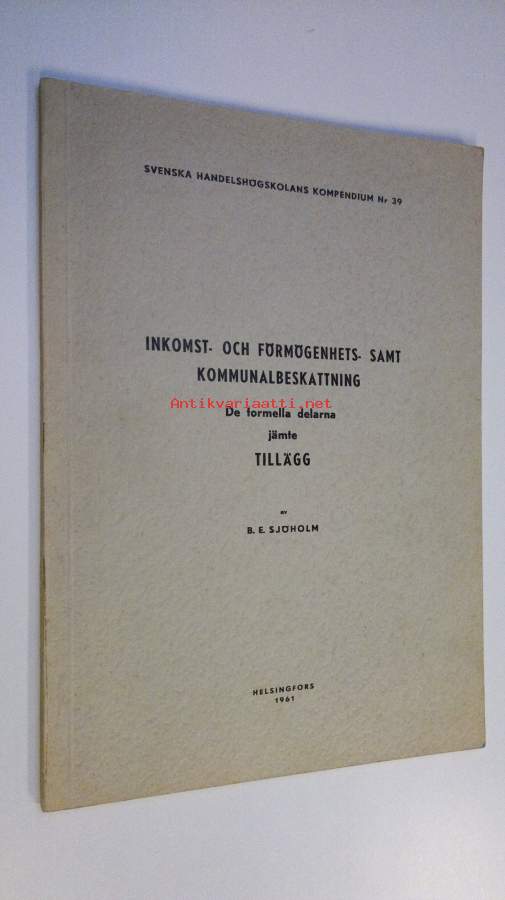 SVENSKA HANDELSHÖGSKOLANS KOMPENDIUM Nr 39
INKOMST- OCH FÖRMÖGENHETS- SAMT
KOMMUNALBESKATTNING
Antikvariaatti.net
De formella delarna
jämte
TILLÄGG
AV
B. E. SJÖHOLM
HELSINGFORS
1961